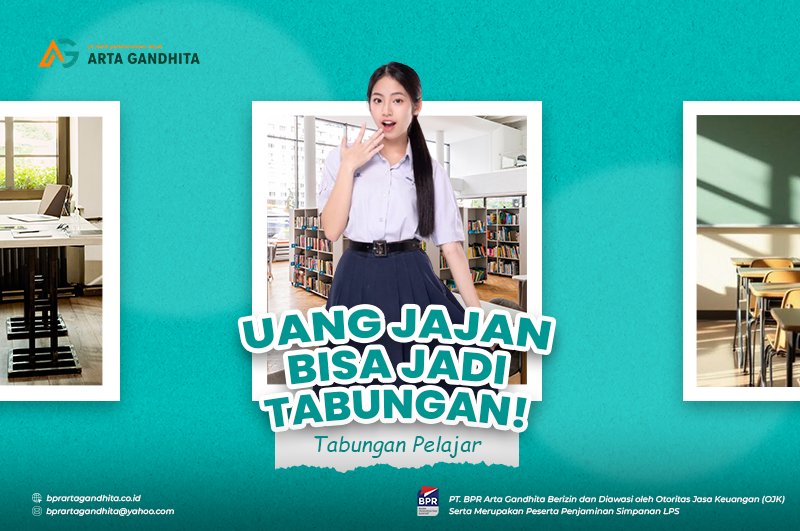 ARTA GANDHITA
UANG JAJAN
BISA JADI
TABUNGAN!
Tabungan Pelajar
bprartagandhita.co.id
bprartagandhita@yahoo.com
BPR
PT. BPR Arta Gandhita Berizin dan Diawasi oleh Otoritas Jasa Keuangan (OJK)
Serta Merupakan Peserta Penjaminan Simpanan LPS